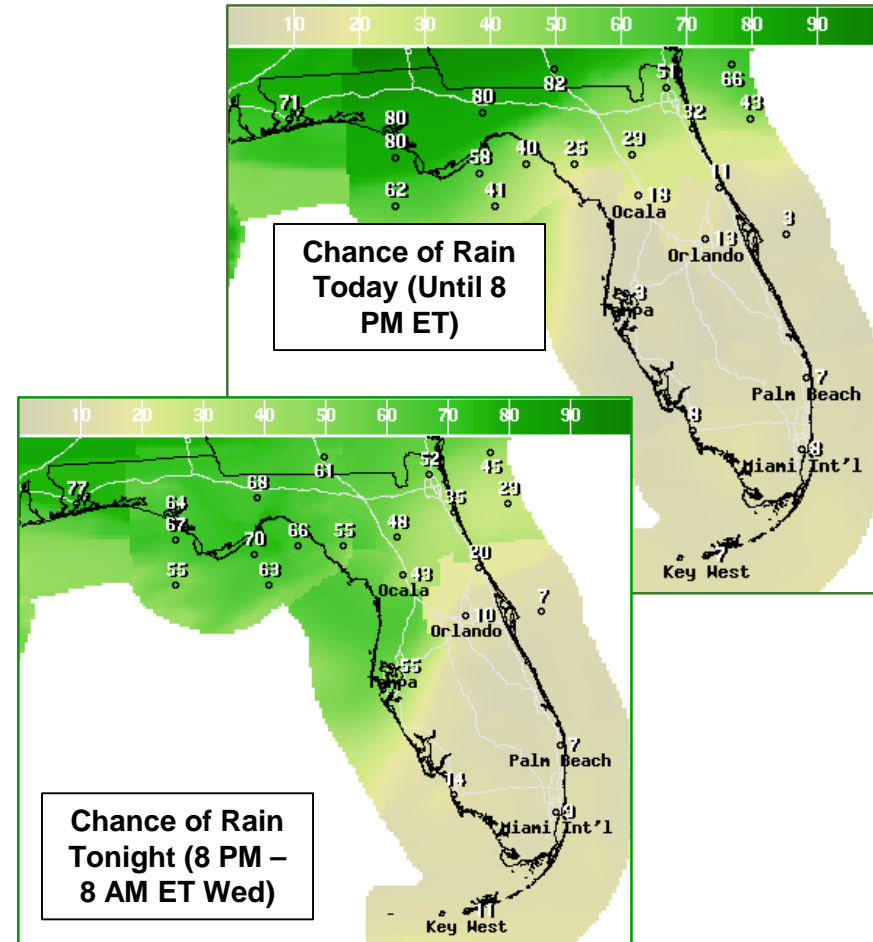 10 20 30 40 50 60 70 80 90
82
51
66
71
80
43
80
32
80
58
40
25
29
11
62
41
18
Ocala
3
13
Orlando
Chance of Rain
Today (Until 8
PM ET)
3
Tampa
7
Palm Beach
8
Miami Int'l
7
Key West
10 20 30 40 50 60 70 80 90
61
52
45
77
68
29
64
35
67
70
66
55
48
20
55
63
43
Ocala
7
10
Orlando
55
Tampa
7
Palm Beach
14
9
Miami Int'l
11
Key West
Chance of Rain
Tonight (8 PM –
8 AM ET Wed)